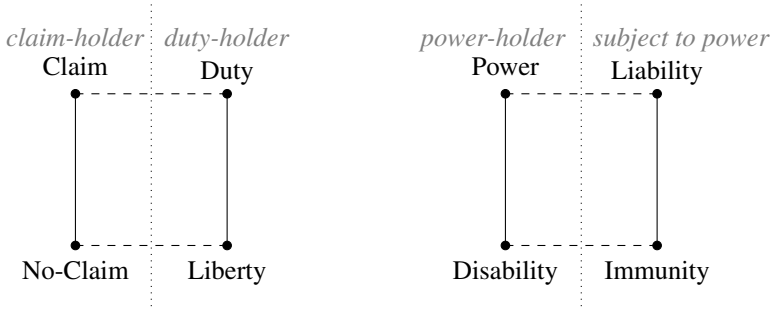 claim-holder duty-holder power-holder subject to power
Claim Duty Power Liability
No-Claim Liberty Disability Immunity